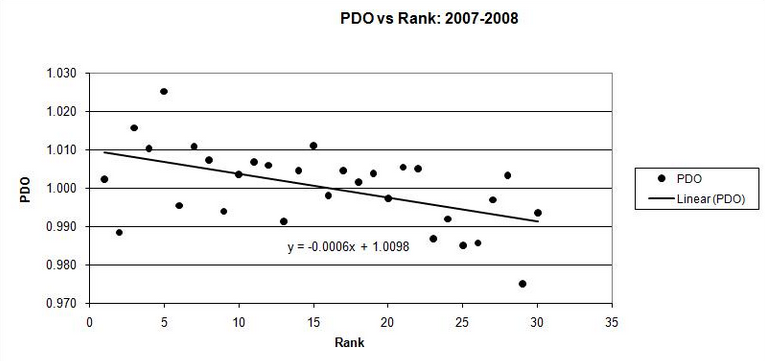 PDO vs Rank: 2007-2008
1.030
1.020
1.010
1.000
0.990
0.980
0.970
PDO
y = -0.0006x + 1.0098
0 5 10 15 20 25 30 35
Rank
PDO
Linear (PDO)